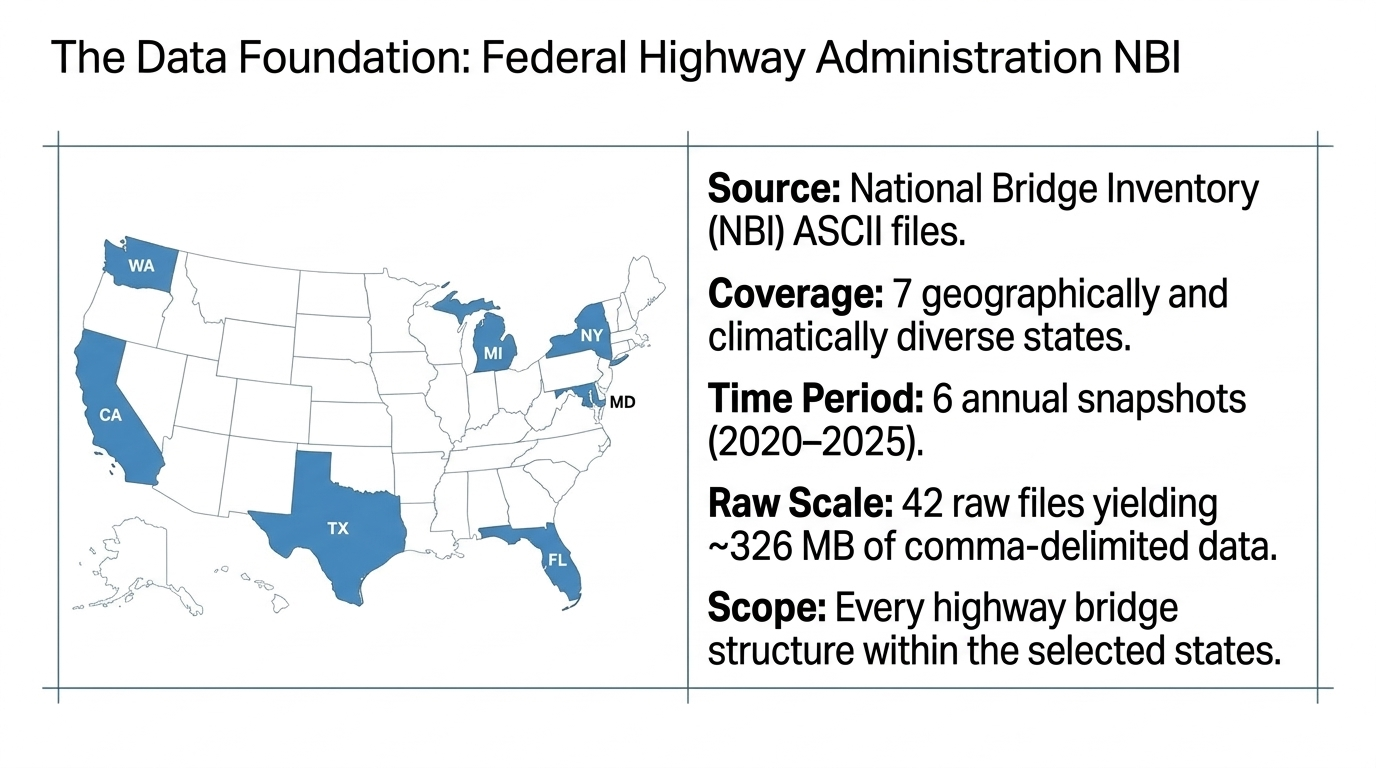 The Data Foundation: Federal Highway Administration NBI
WA
CA
TX
MI
NY
MD
FL
Source: National Bridge Inventory
(NBI) ASCII files.
Coverage: 7 geographically and
climatically diverse states.
Time Period: 6 annual snapshots
(2020–2025).
Raw Scale: 42 raw files yielding
~326 MB of comma-delimited data.
Scope: Every highway bridge
structure within the selected states.